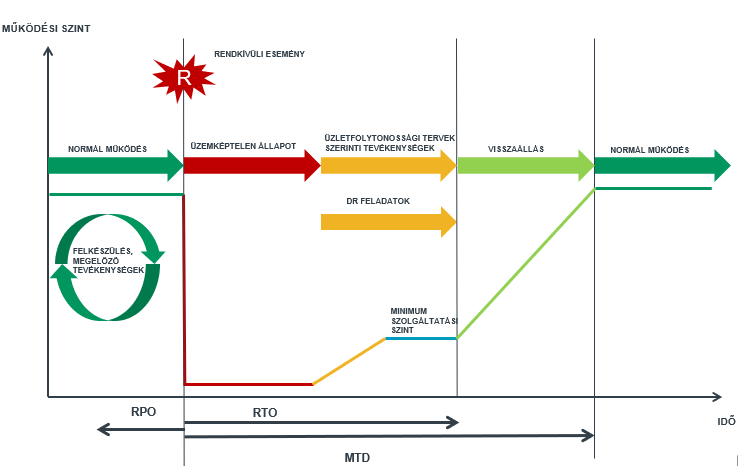 MŰKÖDÉSI SZINT
RENDKÍVÜLI ESEMÉNY
R
NORMÁL MŰKÖDÉS
ÜZEMKÉPTELEN ÁLLAPOT
ÜZLETFOLYTONOSSÁGI TERVEK
SZERINTI TEVÉKENYSÉGEK
VISSZAÁLLÁS
NORMÁL MŰKÖDÉS
DR FELADATOK
FELKÉSZÜLÉS,
MEGELŐZŐ
TEVÉKENYSÉGEK
MINIMUM
SZOLGÁLTATÁSI
SZINT
RPO
RTO
IDŐ
MTD